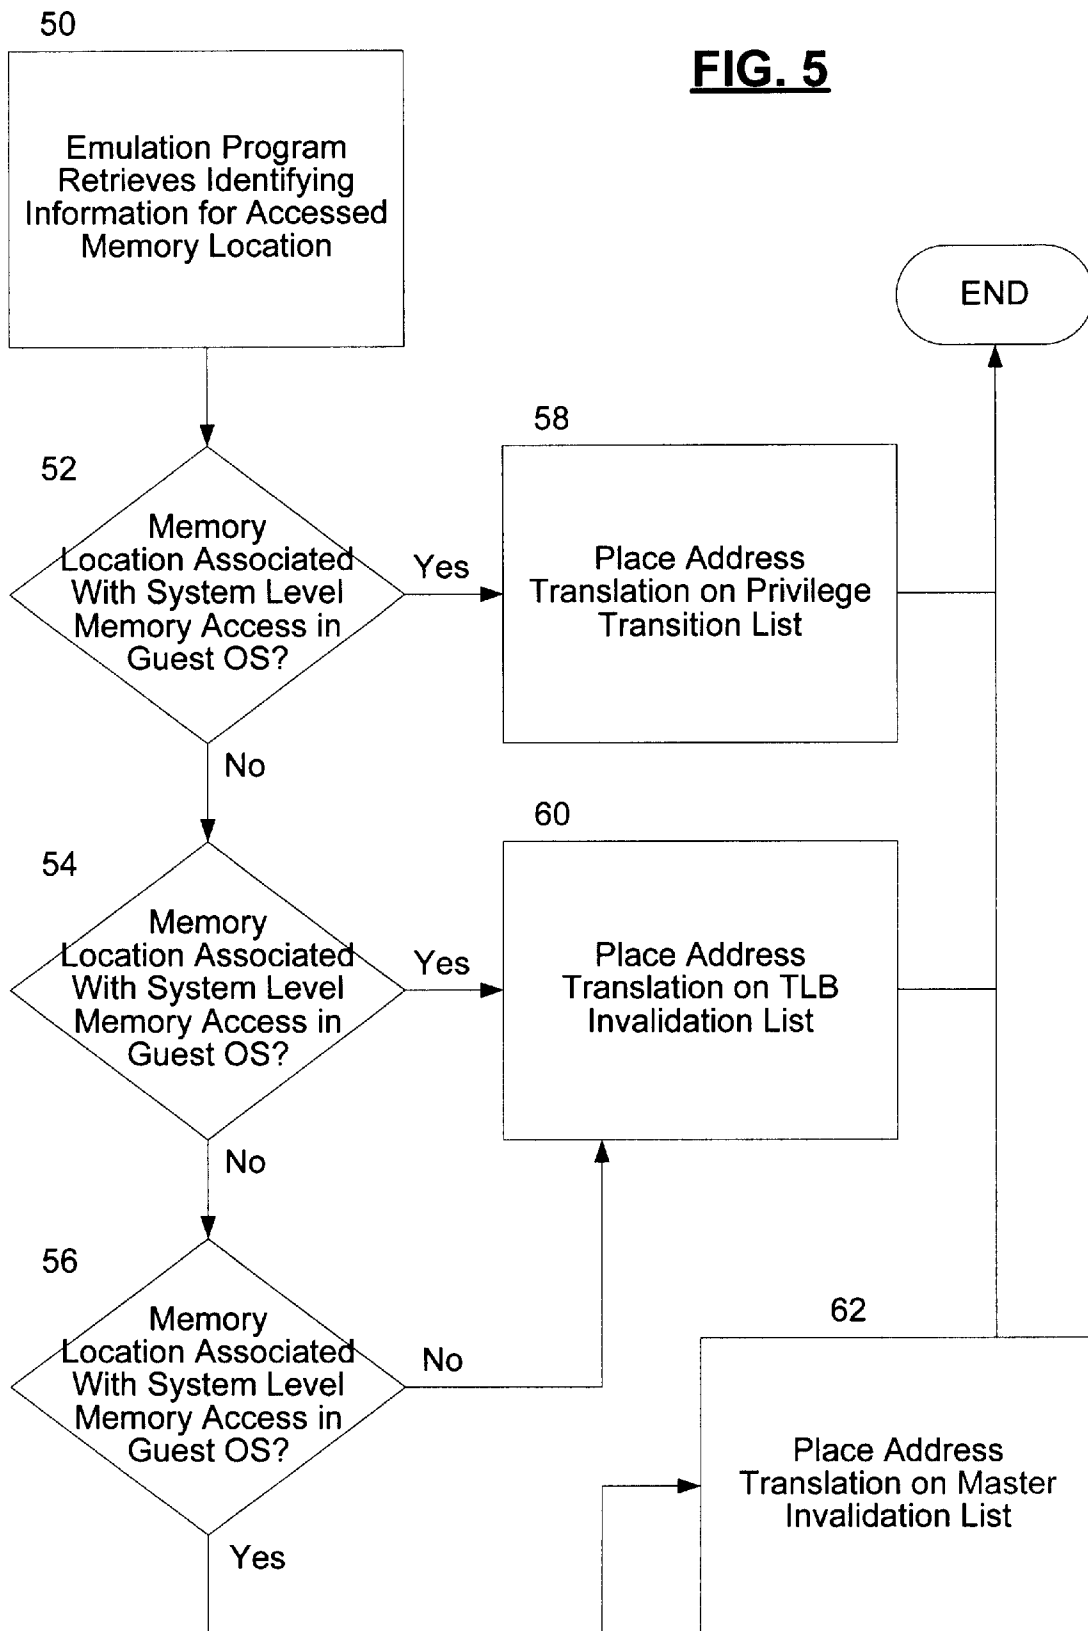 50
FIG. 5
Emulation Program
Retrieves Identifying
Information for Accessed
Memory Location
END
52
Memory
Location Associated
With System Level
Memory Access in
Guest OS?
Yes
58
Place Address
Translation on Privilege
Transition List
No
54
Memory
Location Associated
With System Level
Memory Access in
Guest OS?
Yes
60
Place Address
Translation on TLB
Invalidation List
No
56
Memory
Location Associated
With System Level
Memory Access in
Guest OS?
No
62
Place Address
Translation on Master
Invalidation List
Yes